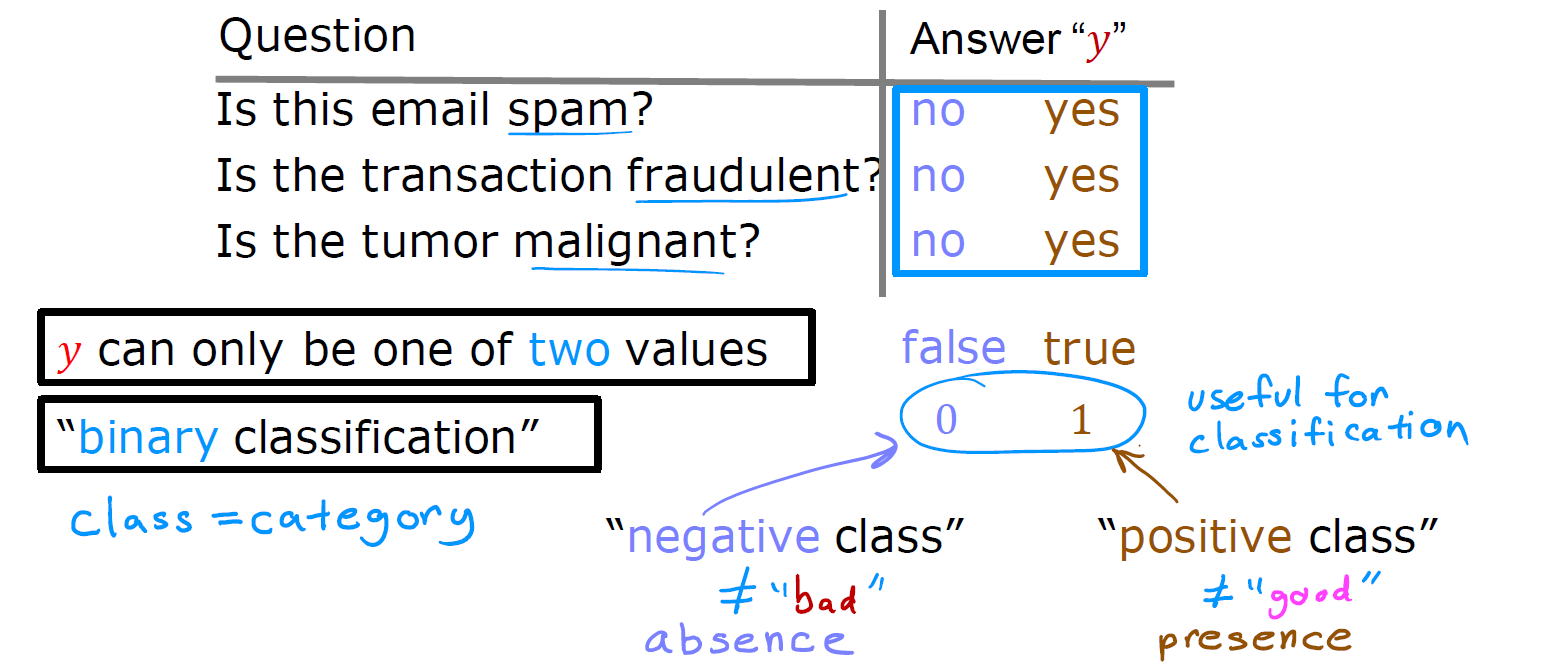 Question Answer “y”
Is this email spam? no yes
Is the transaction fraudulent? no yes
Is the tumor malignant? no yes
y can only be one of two values
false true
“binary classification”
0 1
useful for
classification
class = category
“negative class” “positive class”
≠ “bad” ≠ “good”
absence presence